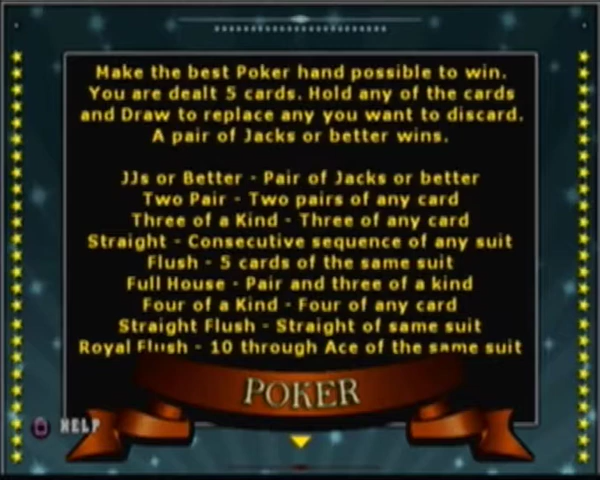 Make the best Poker hand possible to win.
You are dealt 5 cards. Hold any of the cards
and Draw to replace any you want to discard.
A pair of Jacks or better wins.
JJs or Better - Pair of Jacks or better
Two Pair - Two pairs of any card
Three of a Kind - Three of any card
Straight - Consecutive sequence of any suit
Flush - 5 cards of the same suit
Full House - Pair and three of a kind
Four of a Kind - Four of any card
Straight Flush - Straight of same suit
Royal Flush - 10 through Ace of the same suit
POKER
HELP